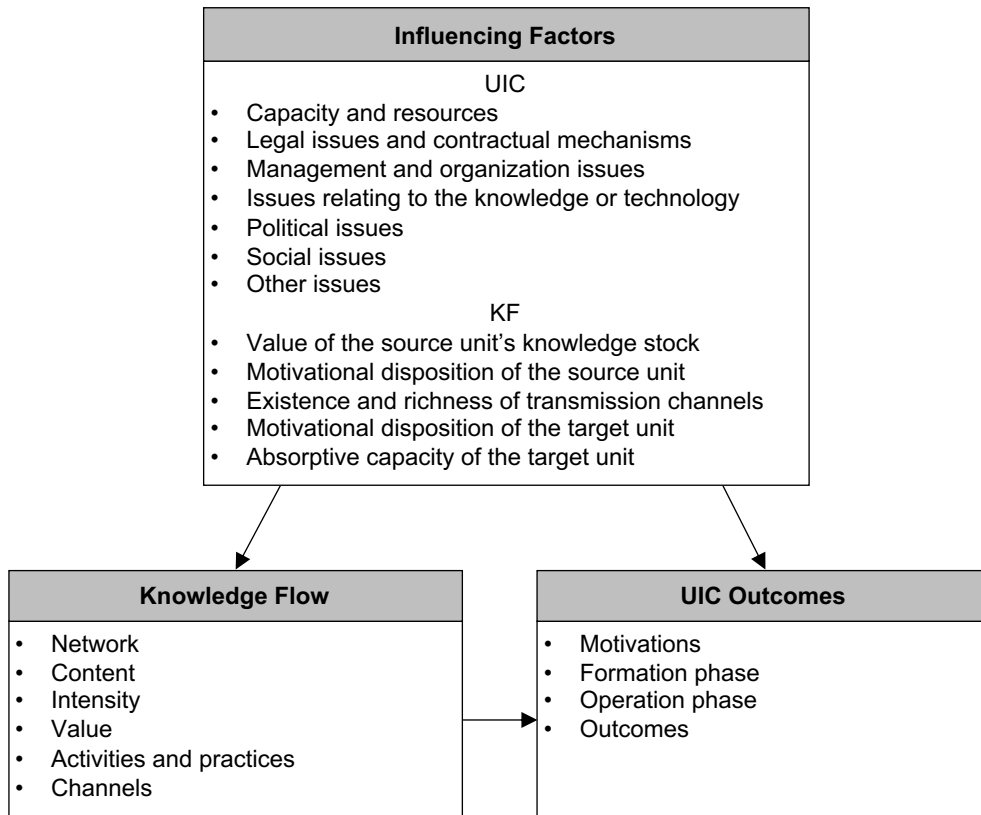 Influencing Factors
UIC
• Capacity and resources
• Legal issues and contractual mechanisms
• Management and organization issues
• Issues relating to the knowledge or technology
• Political issues
• Social issues
• Other issues
KF
• Value of the source unit’s knowledge stock
• Motivational disposition of the source unit
• Existence and richness of transmission channels
• Motivational disposition of the target unit
• Absorptive capacity of the target unit
Knowledge Flow
• Network
• Content
• Intensity
• Value
• Activities and practices
• Channels
UIC Outcomes
• Motivations
• Formation phase
• Operation phase
• Outcomes